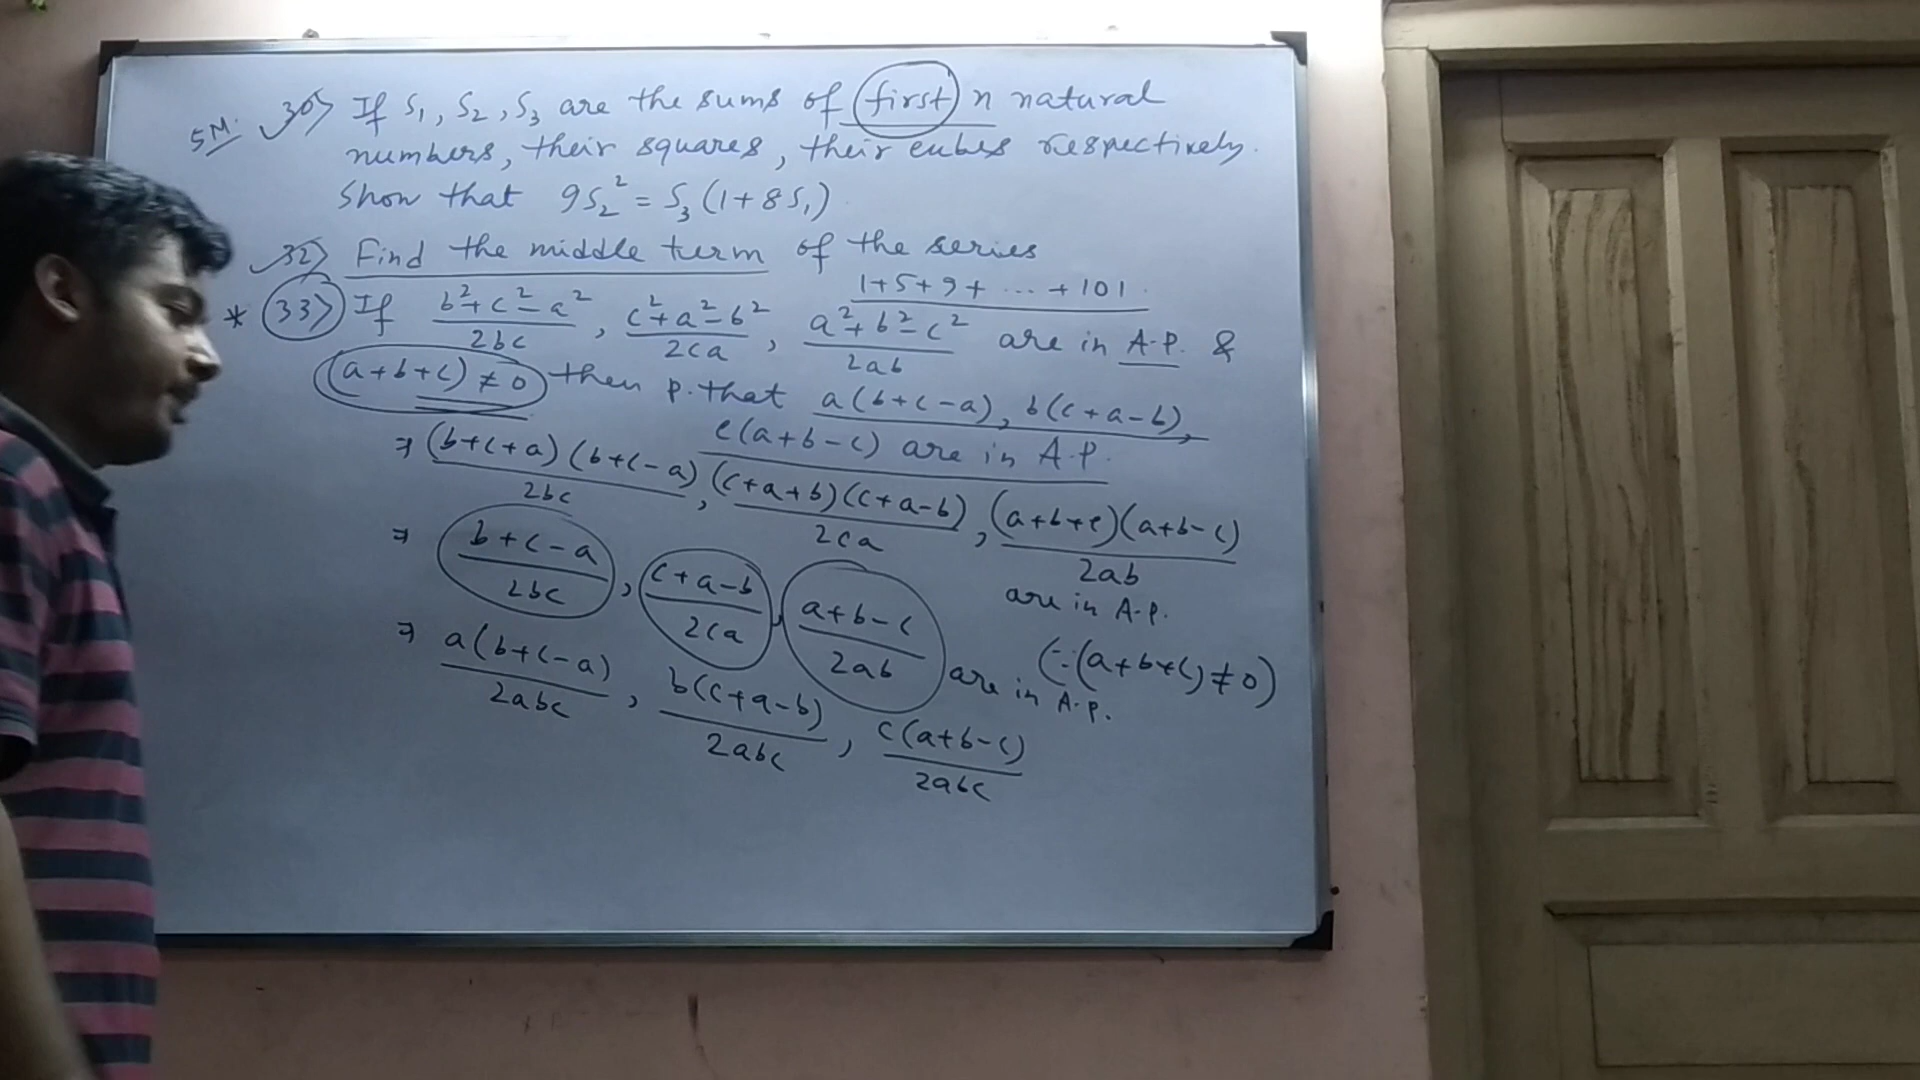 5M. 30) If S₁, S₂, S₃ are the sums of first n natural
numbers, their squares, their cubes respectively.
Show that 9S₂² = S₃ (1+8S₁)
32) Find the middle term of the series
1+5+9+ ... +101.
* 33) If (b²+c²-a²)/2bc, (c²+a²-b²)/2ca, (a²+b²-c²)/2ab are in A.P. &
(a+b+c) ≠ 0 then p.that a(b+c-a), b(c+a-b),
c(a+b-c) are in A.P.
⇒ (b+c+a)(b+c-a)/2bc, (c+a+b)(c+a-b)/2ca, (a+b+c)(a+b-c)/2ab
are in A.P.
⇒ (b+c-a)/2bc, (c+a-b)/2ca, (a+b-c)/2ab are in A.P. (∵(a+b+c)≠0)
⇒ a(b+c-a)/2abc, b(c+a-b)/2abc, c(a+b-c)/2abc